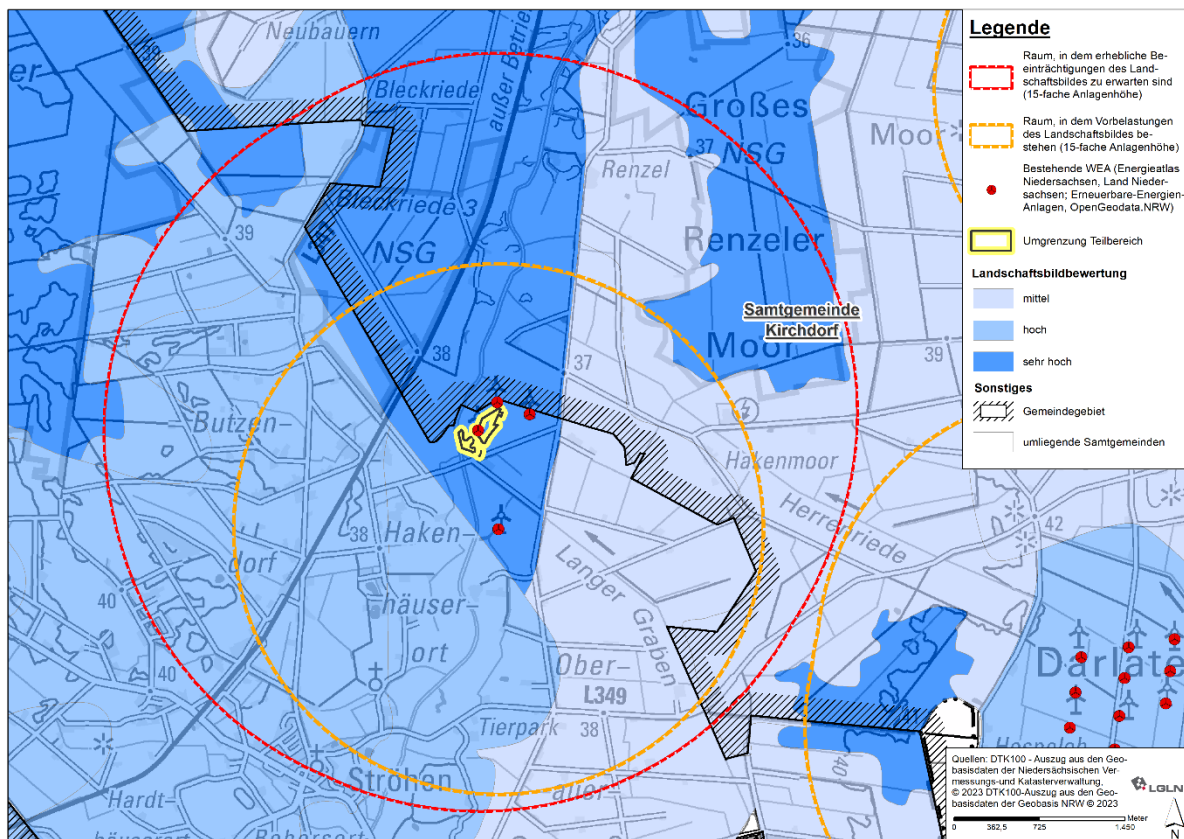 Legende
Raum, in dem erhebliche Be-
einträchtigungen des Land-
schaftsbildes zu erwarten sind
(15-fache Anlagenhöhe)
Raum, in dem Vorbelastungen
des Landschaftsbildes be-
stehen (15-fache Anlagenhöhe)
Bestehende WEA (Energieatlas
Niedersachsen, Land Nieder-
sachsen; Erneuerbare-Energien-
Anlagen, OpenGeodata.NRW)
Umgrenzung Teilbereich
Landschaftsbildbewertung
mittel
hoch
sehr hoch
Sonstiges
Gemeindegebiet
umliegende Samtgemeinden
Neubauern
außer Betrie
36
39
Bleckriede
Großes
NSG
37
Moor
Renzel
Bleckriede 3
NSG
39
Renzeler
Samtgemeinde
Kirchdorf
Moor
38
37
39
Butzen-
dorf
Hakenmoor
Herrenriede
42
38
Haken-
häuser-
ort
Langer Graben
40
40
Ober-
L349
38
Tierpark
Darlate
Ströhen
Hardt-
häuserort
40
Quellen: DTK100 - Auszug aus den Geo-
basisdaten der Niedersächsischen Ver-
messungs-und Katasterverwaltung,
© 2023 DTK100-Auszug aus den Geo-
basisdaten der Geobasis NRW © 2023
LGLN
Meter
0 362,5 725 1.450
N